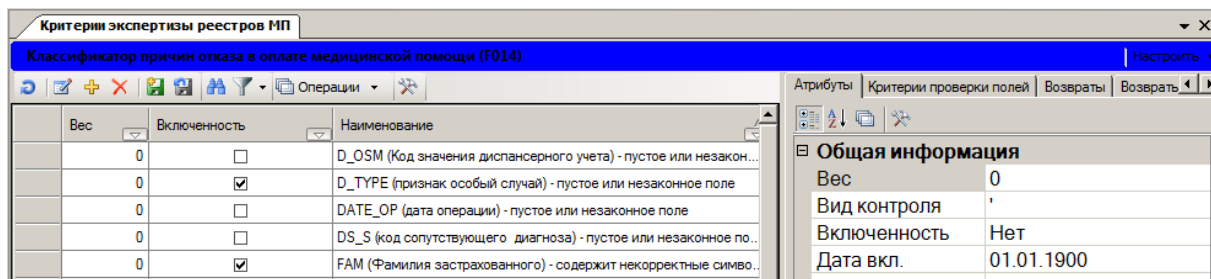 Критерии экспертизы реестров МП
Классификатор причин отказа в оплате медицинской помощи (F014)
Настроить
Операции
Атрибуты Критерии проверки полей Возвраты Возврать
Вес Включенность Наименование
0 D_OSM (Код значения диспансерного учета) - пустое или незакон...
0 D_TYPE (признак особый случай) - пустое или незаконное поле
0 DATE_OP (дата операции) - пустое или незаконное поле
0 DS_S (код сопутствующего диагноза) - пустое или незаконное по...
0 FAM (Фамилия застрахованного) - содержит некорректные симво...
Общая информация
Вес 0
Вид контроля '
Включенность Нет
Дата вкл. 01.01.1900